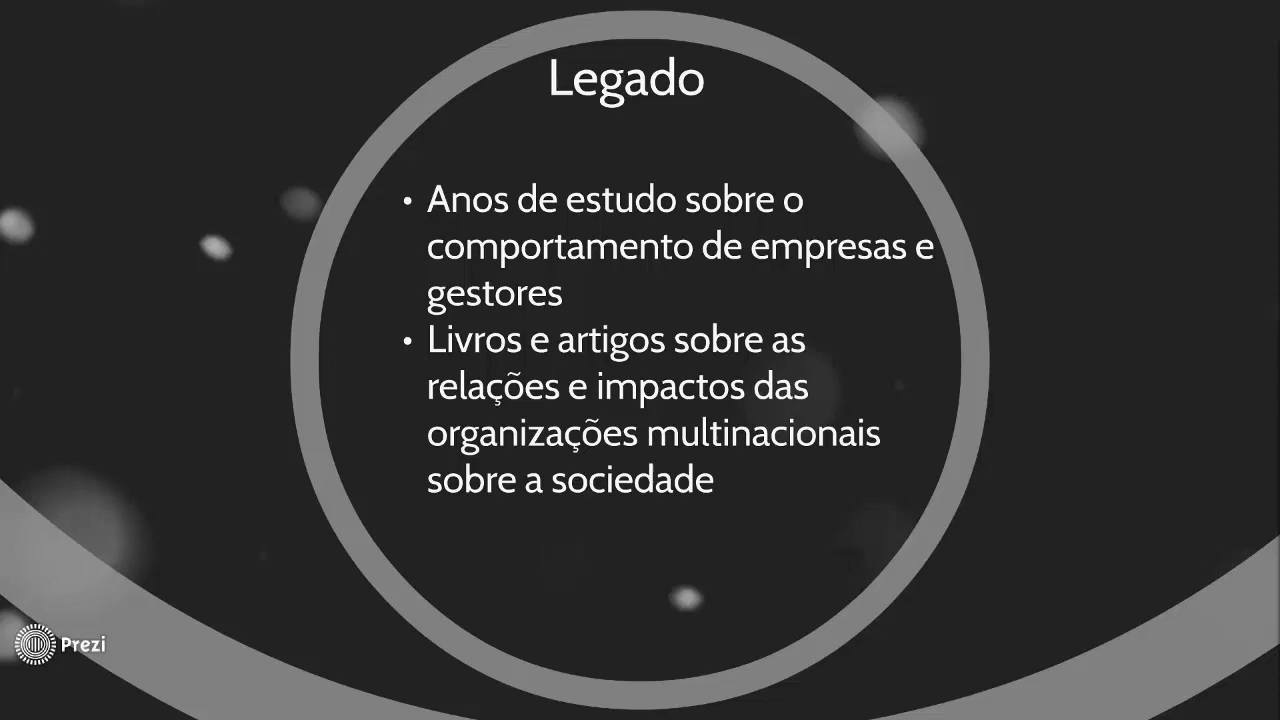 Legado
• Anos de estudo sobre o
comportamento de empresas e
gestores
• Livros e artigos sobre as
relações e impactos das
organizações multinacionais
sobre a sociedade
Prezi